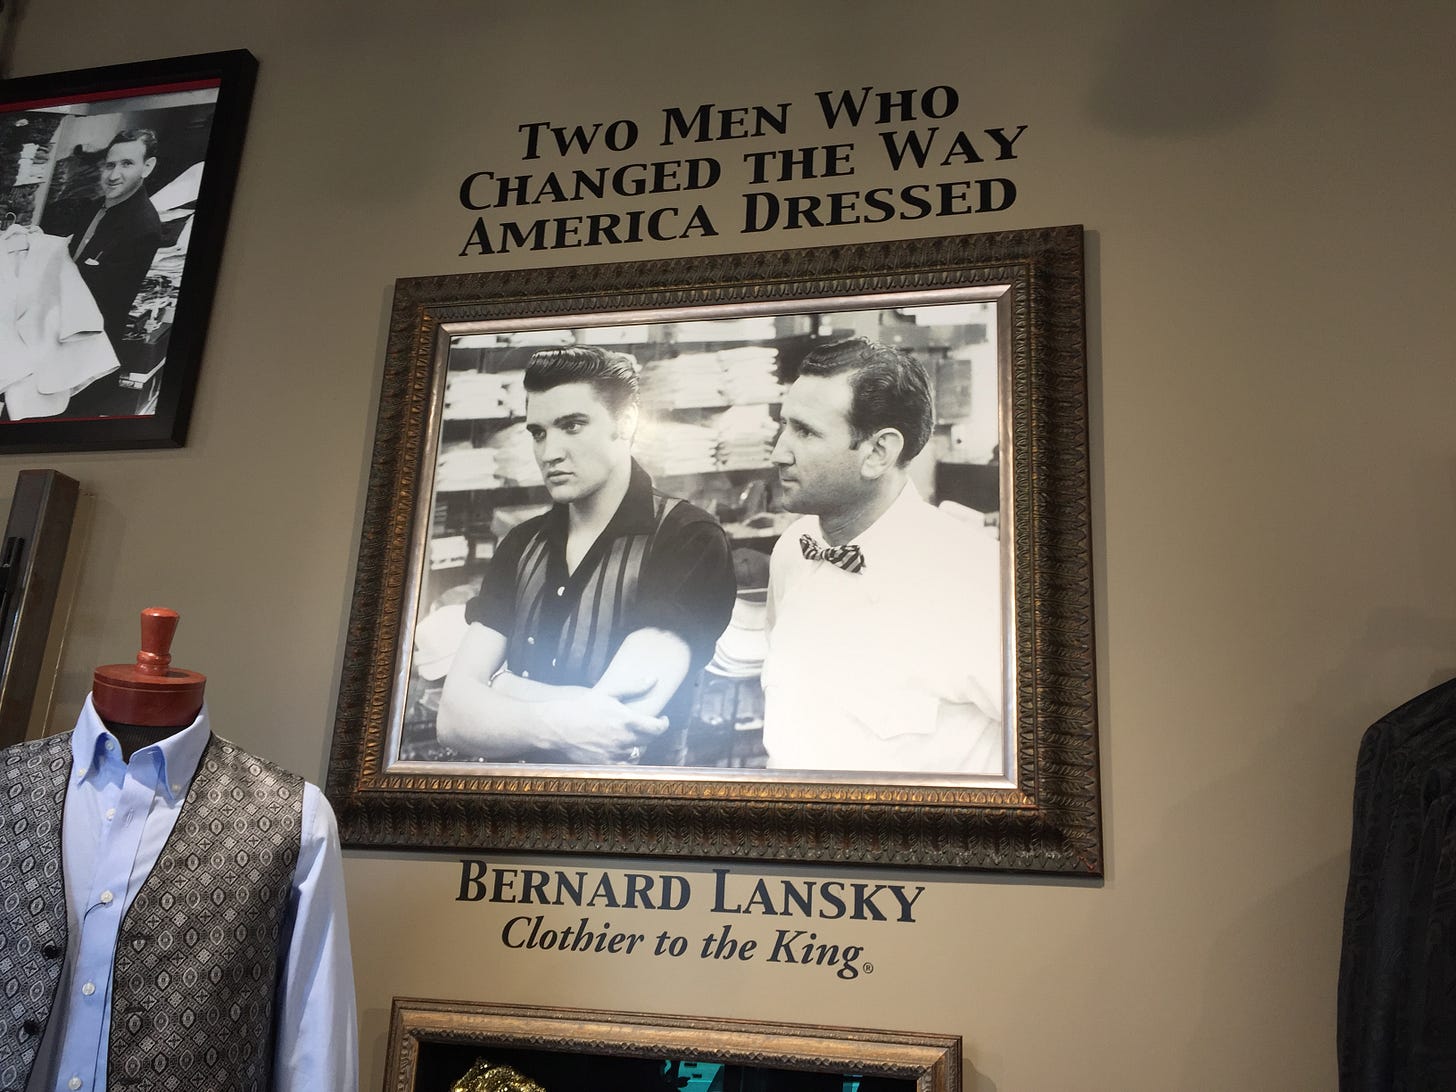 Two Men Who
Changed the Way
America Dressed
Bernard Lansky
Clothier to the King®